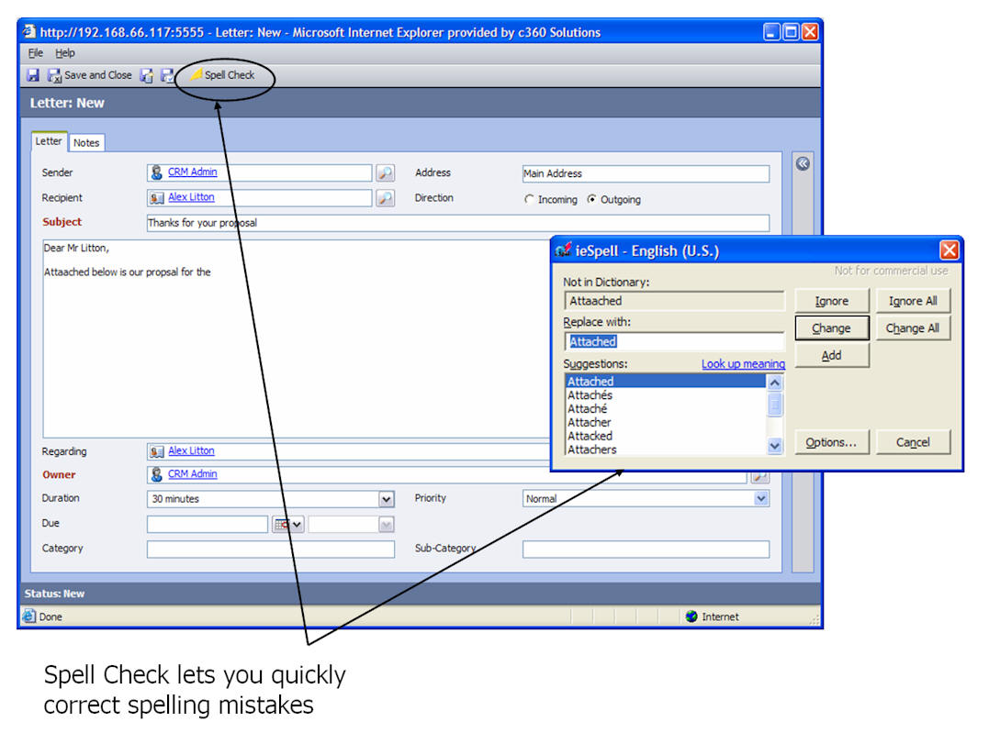 http://192.168.66.117:5555 - Letter: New - Microsoft Internet Explorer provided by c360 Solutions
File Help
Save and Close Spell Check
Letter: New
Letter Notes
Sender CRM Admin Address Main Address
Recipient Alex Litton Direction Incoming Outgoing
Subject Thanks for your proposal
Dear Mr Litton,
Attaached below is our propsal for the
Regarding Alex Litton
Owner CRM Admin
Duration 30 minutes Priority Normal
Due
Category Sub-Category
Status: New
Done Internet
ieSpell - English (U.S.)
Not for commercial use
Not in Dictionary:
Attaached Ignore Ignore All
Replace with:
Attached Change Change All
Add
Suggestions: Look up meaning
Attached
Attachés
Attaché
Attacher
Attacked
Attachers
Options... Cancel
Spell Check lets you quickly
correct spelling mistakes